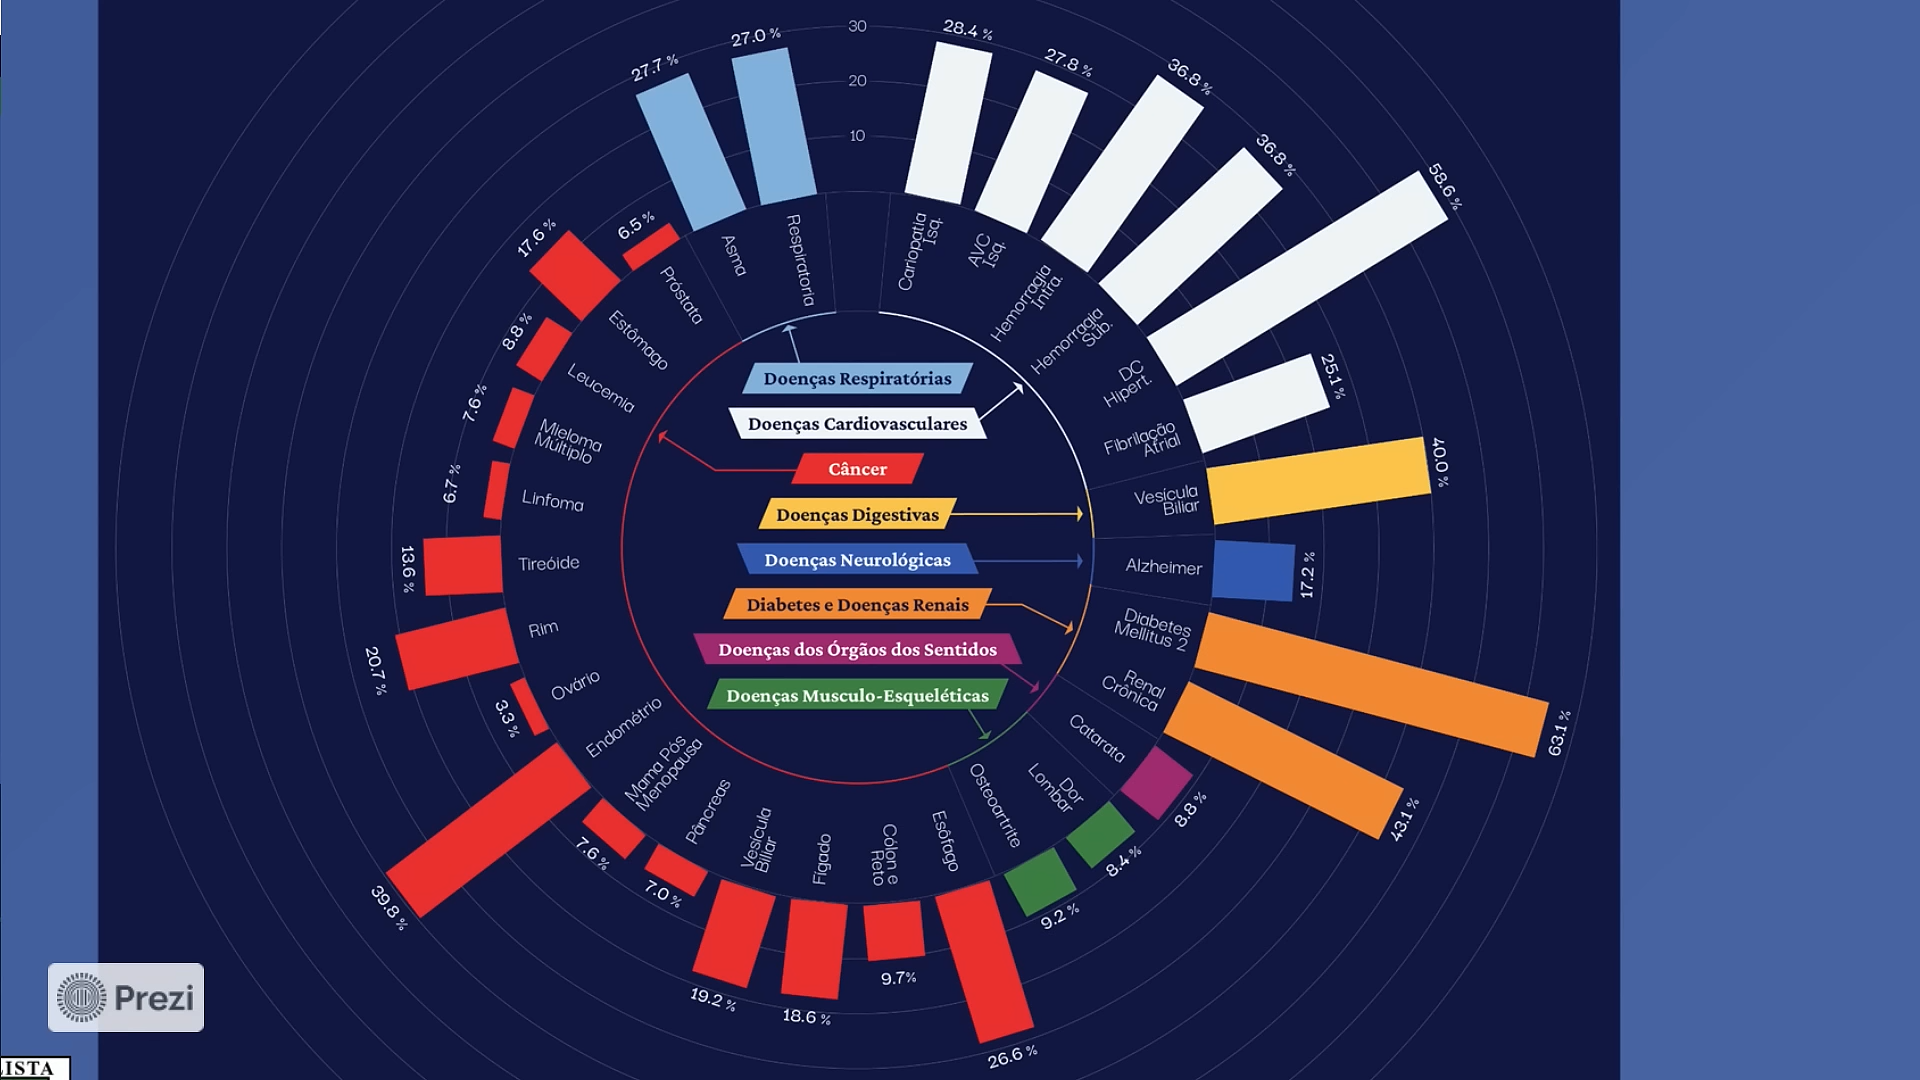 30
20
10
28.4 %
Cariopatia
Isq.
27.8 %
AVC
Isq.
36.8 %
Hemorragia
Intra.
36.8 %
Hemorragia
Sub.
58.6 %
DC
Hipert.
25.1 %
Fibrilação
Atrial
40.0 %
Vesícula
Biliar
17.2 %
Alzheimer
63.1 %
Diabetes
Mellitus 2
43.1 %
Renal
Crônica
8.8 %
Catarata
8.4 %
Dor
Lombar
9.2 %
Osteoartrite
26.6 %
Esôfago
9.7%
Cólon e
Reto
18.6 %
Fígado
19.2 %
Vesícula
Biliar
7.0 %
Pâncreas
7.6 %
Mama Pós
Menopausa
39.8 %
Endométrio
3.3 %
Ovário
20.7 %
Rim
13.6 %
Tireóide
6.7 %
Linfoma
7.6 %
Mieloma
Múltiplo
8.8 %
Leucemia
17.6 %
Estômago
6.5 %
Próstata
27.7 %
Asma
27.0 %
Respiratoria
Doenças Respiratórias
Doenças Cardiovasculares
Câncer
Doenças Digestivas
Doenças Neurológicas
Diabetes e Doenças Renais
Doenças dos Órgãos dos Sentidos
Doenças Musculo-Esqueléticas
Prezi
LISTA